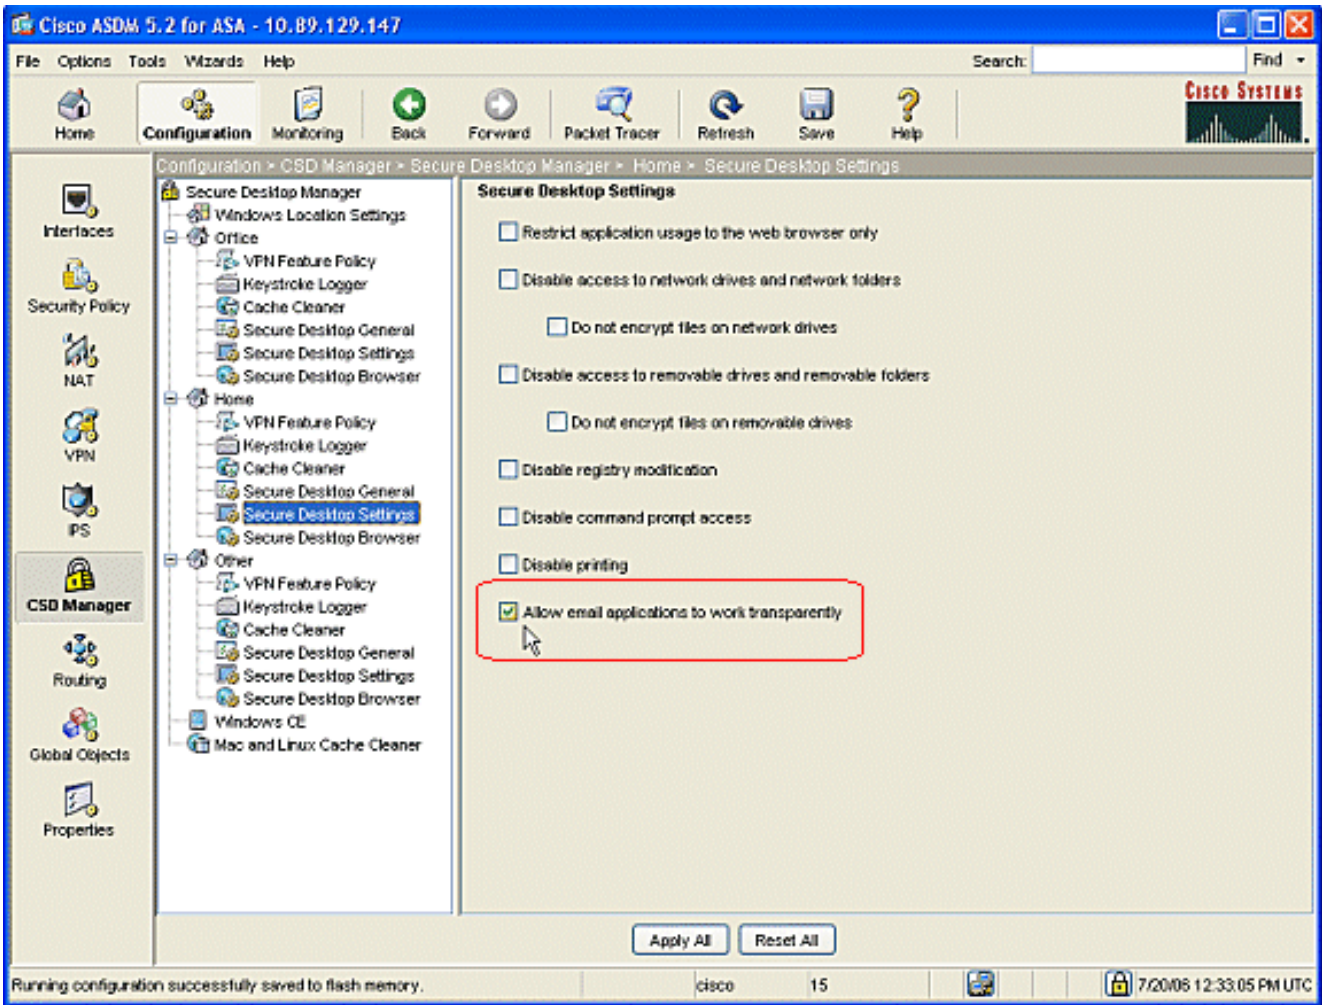 Cisco ASDM 5.2 for ASA - 10.89.129.147
File Options Tools Wizards Help Search: Find
Home Configuration Monitoring Back Forward Packet Tracer Refresh Save Help
CISCO SYSTEMS
Configuration > CSD Manager > Secure Desktop Manager > Home > Secure Desktop Settings
Interfaces
Security Policy
NAT
VPN
IPS
CSD Manager
Routing
Global Objects
Properties
Secure Desktop Manager
Windows Location Settings
Office
VPN Feature Policy
Keystroke Logger
Cache Cleaner
Secure Desktop General
Secure Desktop Settings
Secure Desktop Browser
Home
VPN Feature Policy
Keystroke Logger
Cache Cleaner
Secure Desktop General
Secure Desktop Settings
Secure Desktop Browser
Other
VPN Feature Policy
Keystroke Logger
Cache Cleaner
Secure Desktop General
Secure Desktop Settings
Secure Desktop Browser
Windows CE
Mac and Linux Cache Cleaner
Secure Desktop Settings
Restrict application usage to the web browser only
Disable access to network drives and network folders
Do not encrypt files on network drives
Disable access to removable drives and removable folders
Do not encrypt files on removable drives
Disable registry modification
Disable command prompt access
Disable printing
Allow email applications to work transparently
Apply All Reset All
Running configuration successfully saved to flash memory. cisco 15 7/20/06 12:33:05 PM UTC